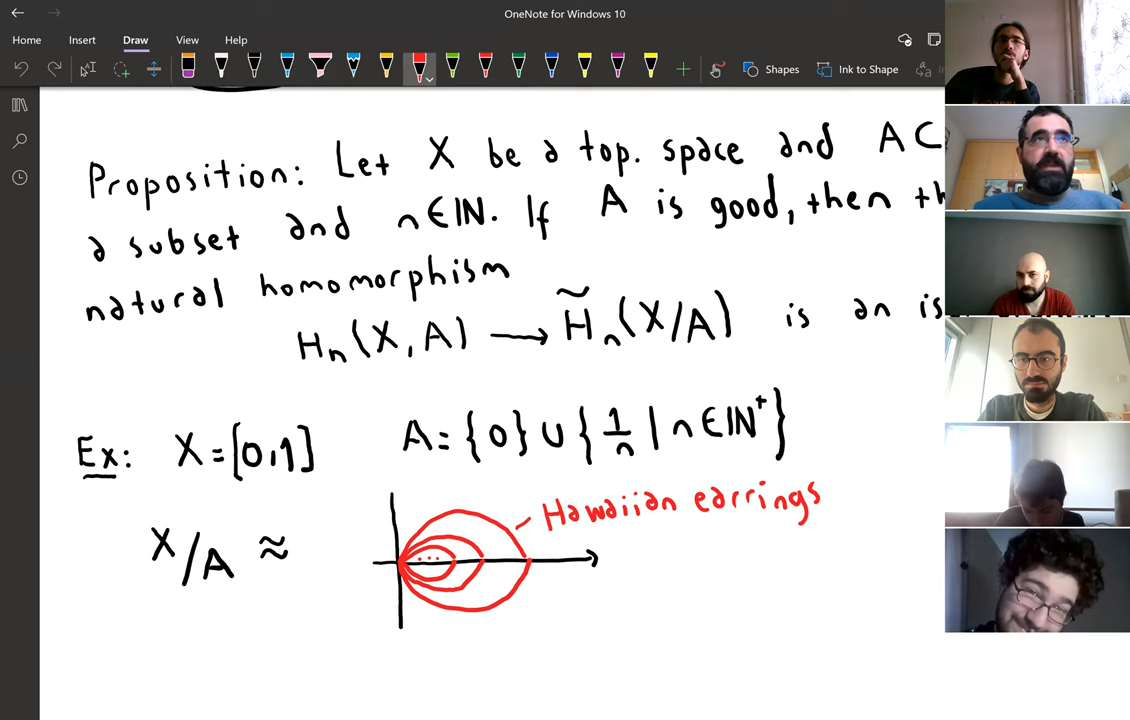 OneNote for Windows 10
Home Insert Draw View Help
Shapes Ink to Shape
Proposition: Let X be a top. space and A C
a subset and n∈IN. If A is good, then th
natural homomorphism
Hn(X, A) → H̃n(X/A) is an is
Ex: X = [0,1] A = {0} ∪ {1/n | n∈IN⁺}
Hawaiian earrings
X/A ≈